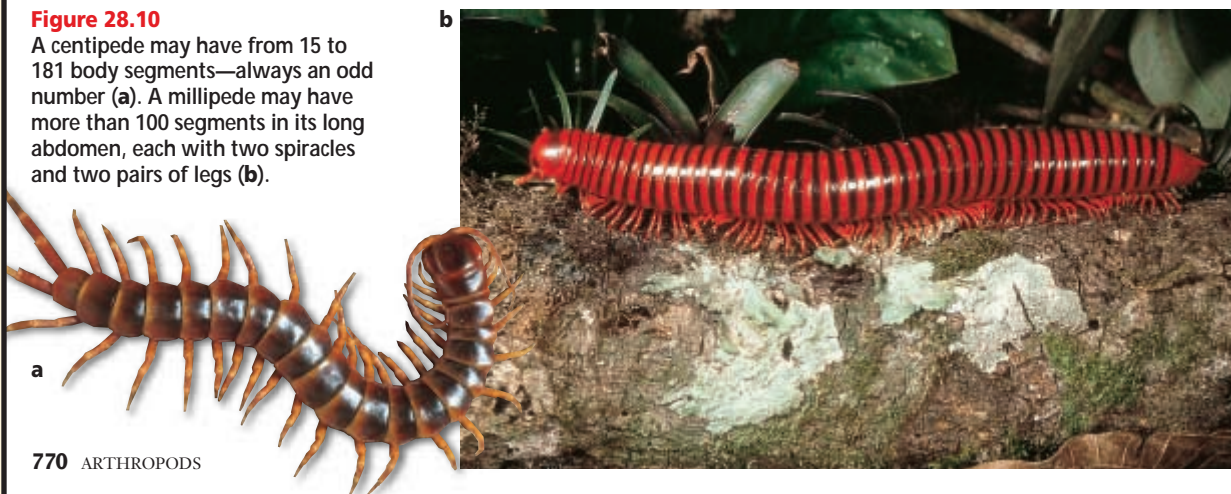 Figure 28.10
A centipede may have from 15 to
181 body segments—always an odd
number (a). A millipede may have
more than 100 segments in its long
abdomen, each with two spiracles
and two pairs of legs (b).
b
a
770 ARTHROPODS